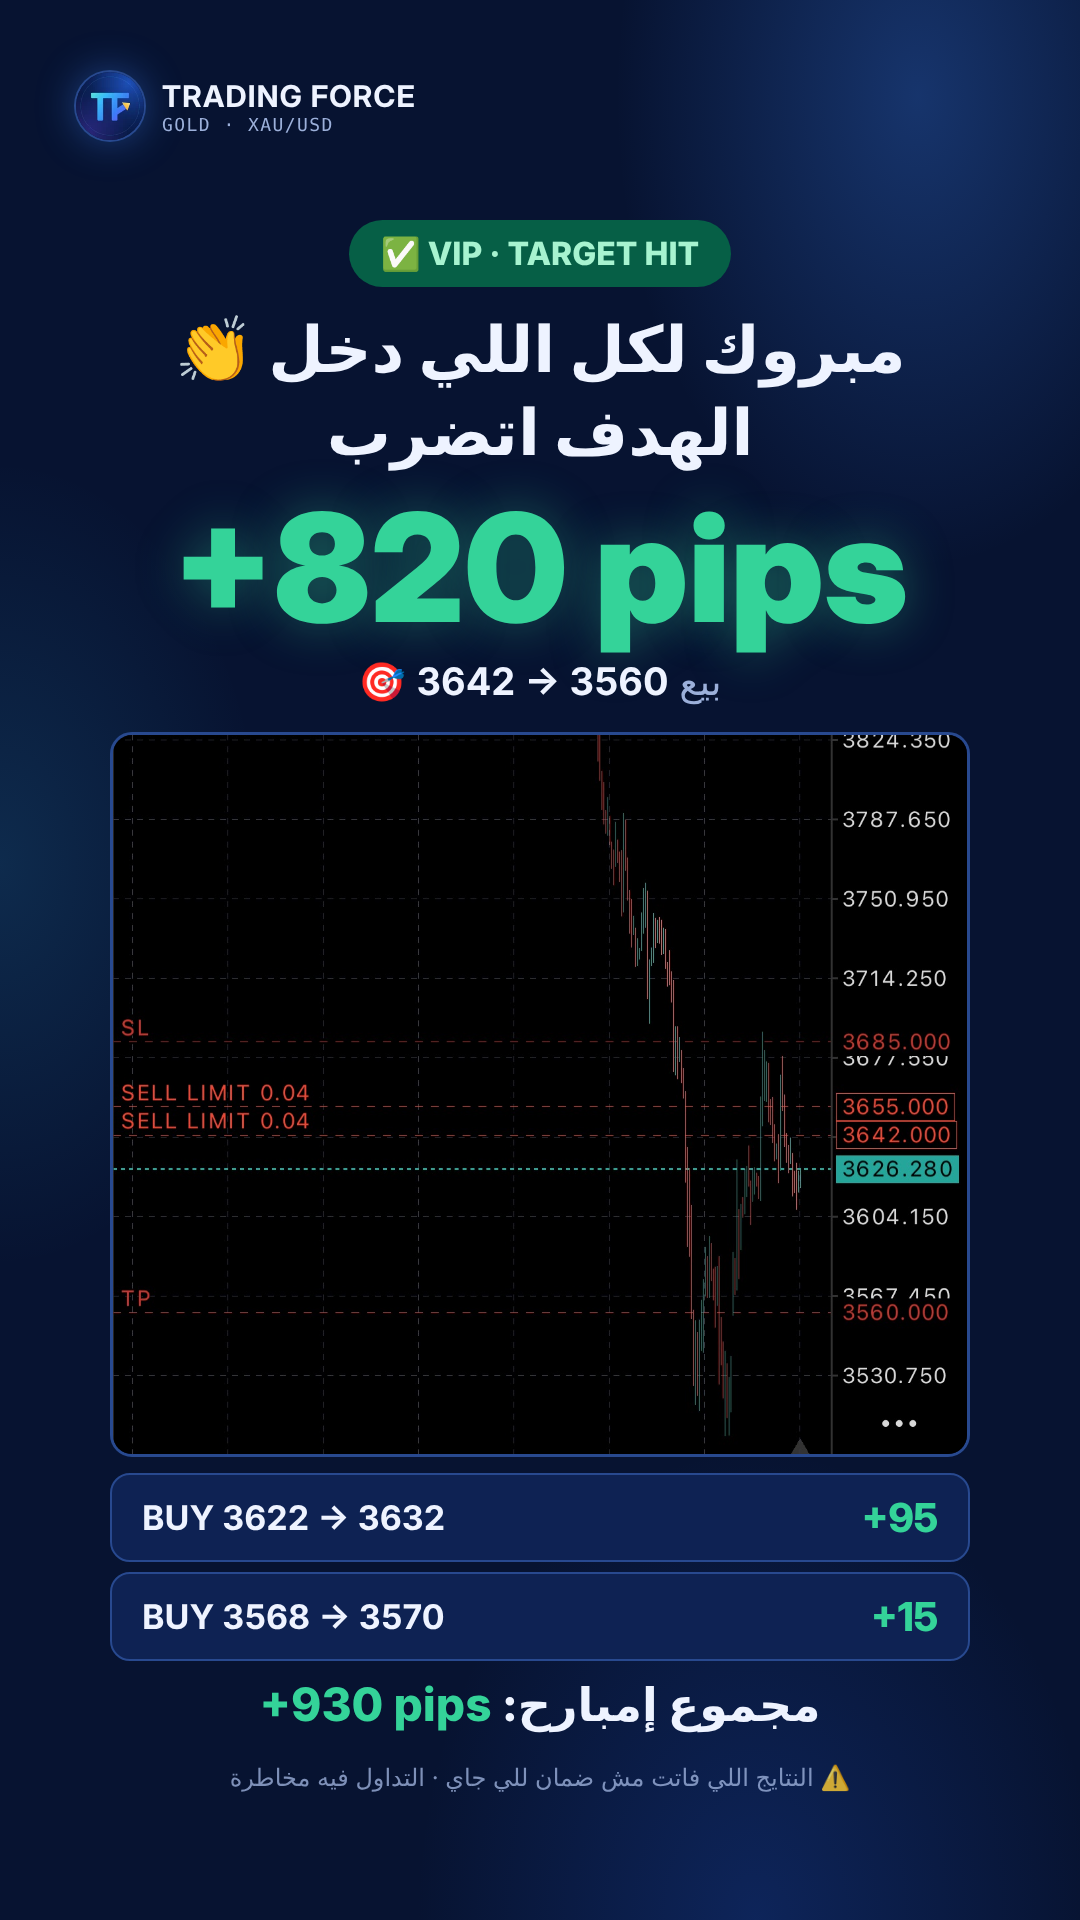 TF
TRADING FORCE
GOLD · XAU/USD
✅ VIP · TARGET HIT
مبروك لكل اللي دخل 👏
الهدف اتضرب
+820 pips
بيع 3642 → 3560 🎯
3824.350
3787.650
3750.950
3714.250
SL 3685.000
3677.550
SELL LIMIT 0.04 3655.000
SELL LIMIT 0.04 3642.000
3626.280
3604.150
3567.450
TP 3560.000
3530.750
BUY 3622 → 3632 +95
BUY 3568 → 3570 +15
مجموع إمبارح: +930 pips
⚠️ النتايج اللي فاتت مش ضمان للي جاي · التداول فيه مخاطرة